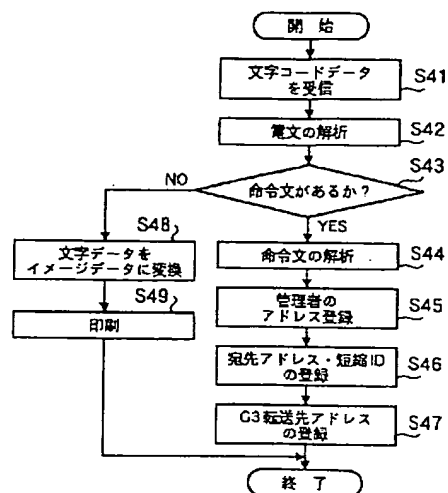 開始
文字コードデータ
を受信
S41
電文の解析
S42
命令文があるか?
S43
NO
YES
文字データを
イメージデータに変換
S48
命令文の解析
S44
印刷
S49
管理者の
アドレス登録
S45
宛先アドレス・短縮ID
の登録
S46
G3転送先アドレス
の登録
S47
終了